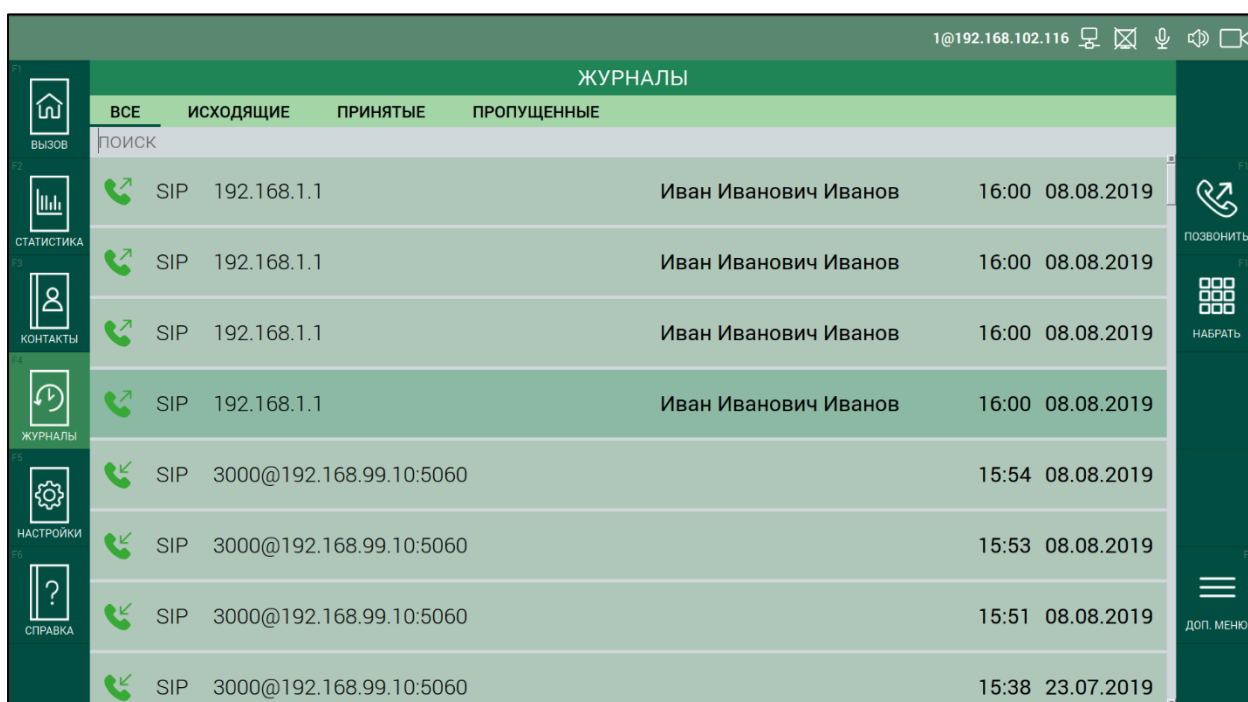 1@192.168.102.116
ЖУРНАЛЫ
ВСЕ ИСХОДЯЩИЕ ПРИНЯТЫЕ ПРОПУЩЕННЫЕ
ПОИСК
F1
ВЫЗОВ
F2
СТАТИСТИКА
F3
КОНТАКТЫ
F4
ЖУРНАЛЫ
F5
НАСТРОЙКИ
F6
СПРАВКА
SIP 192.168.1.1 Иван Иванович Иванов 16:00 08.08.2019
SIP 192.168.1.1 Иван Иванович Иванов 16:00 08.08.2019
SIP 192.168.1.1 Иван Иванович Иванов 16:00 08.08.2019
SIP 192.168.1.1 Иван Иванович Иванов 16:00 08.08.2019
SIP 3000@192.168.99.10:5060 15:54 08.08.2019
SIP 3000@192.168.99.10:5060 15:53 08.08.2019
SIP 3000@192.168.99.10:5060 15:51 08.08.2019
SIP 3000@192.168.99.10:5060 15:38 23.07.2019
ПОЗВОНИТЬ
НАБРАТЬ
ДОП. МЕНЮ